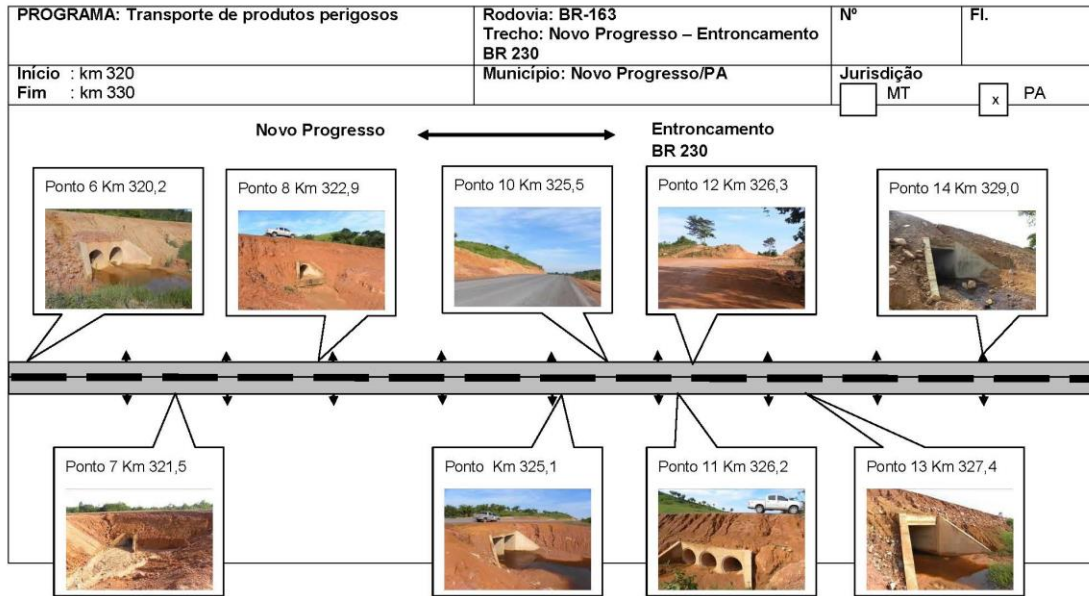 PROGRAMA: Transporte de produtos perigosos
Rodovia: BR-163
Trecho: Novo Progresso – Entroncamento
BR 230
Nº
Fl.
Início : km 320
Fim : km 330
Município: Novo Progresso/PA
Jurisdição
MT
x PA
Novo Progresso
Entroncamento
BR 230
Ponto 6 Km 320,2
Ponto 8 Km 322,9
Ponto 10 Km 325,5
Ponto 12 Km 326,3
Ponto 14 Km 329,0
Ponto 7 Km 321,5
Ponto Km 325,1
Ponto 11 Km 326,2
Ponto 13 Km 327,4